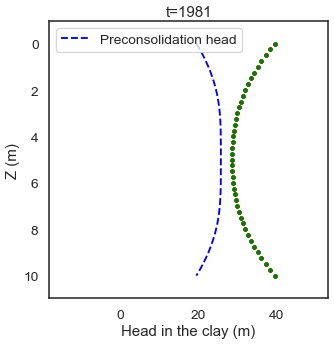 t=1981
Preconsolidation head
0
2
4
6
8
10
Z (m)
0
20
40
Head in the clay (m)